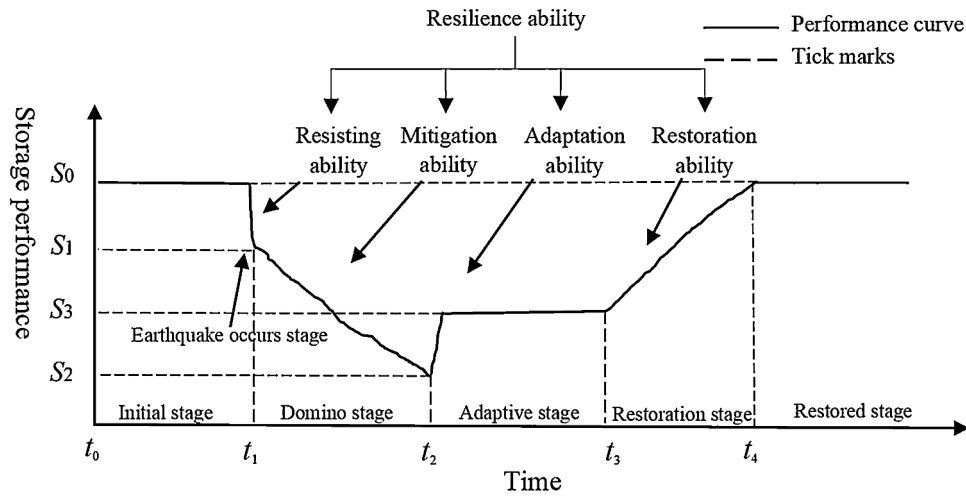 Resilience ability
Performance curve
Tick marks
Resisting ability
Mitigation ability
Adaptation ability
Restoration ability
Storage performance
S0
S1
S3
S2
Earthquake occurs stage
Initial stage
Domino stage
Adaptive stage
Restoration stage
Restored stage
t0
t1
t2
t3
t4
Time